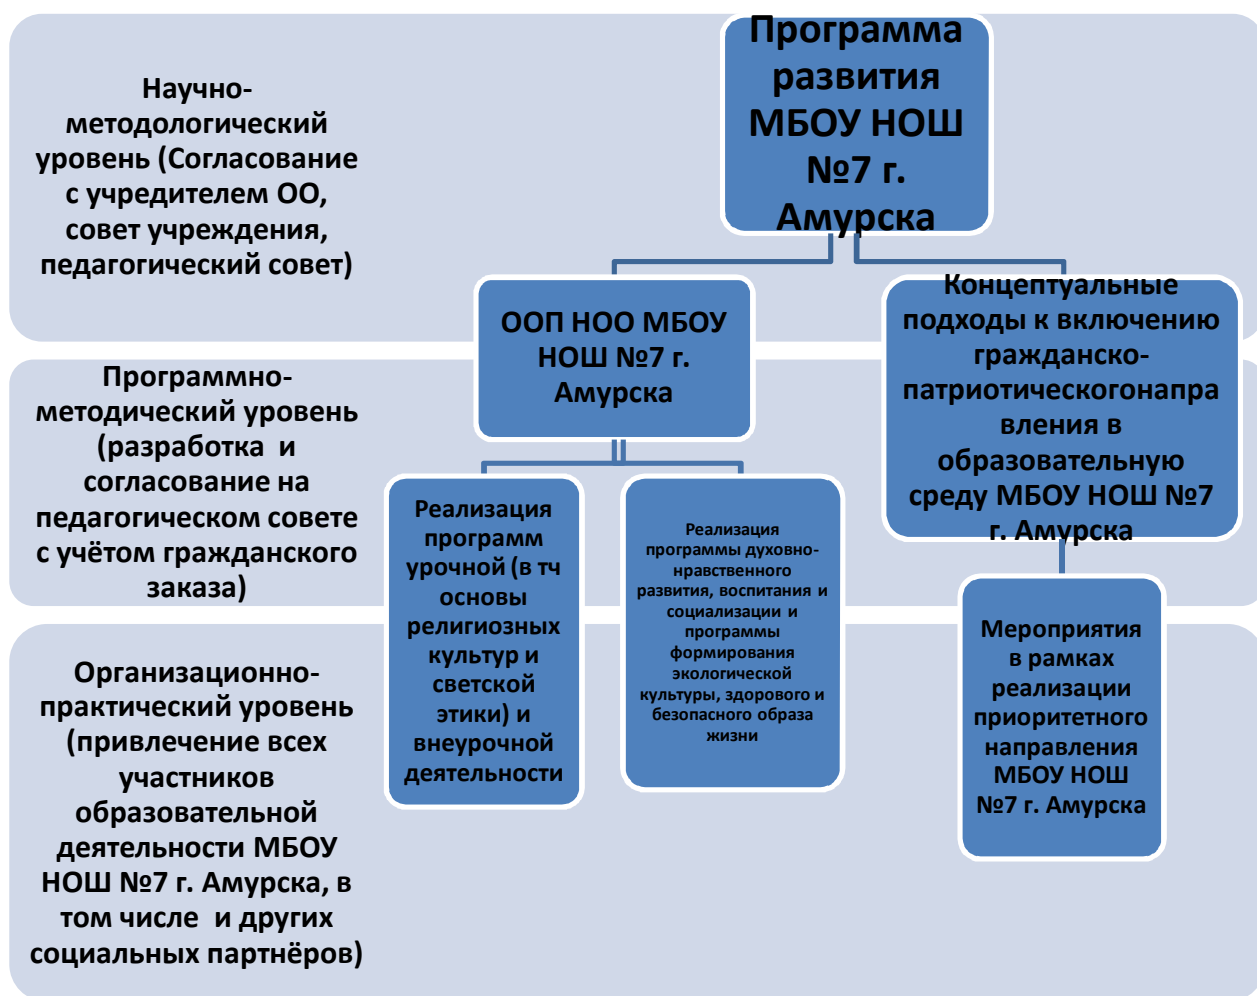 Научно-
методологический
уровень (Согласование
с учредителем ОО,
совет учреждения,
педагогический совет)
Программа
развития
МБОУ НОШ
№7 г.
Амурска
ООП НОО МБОУ
НОШ №7 г.
Амурска
Концептуальные
подходы к включению
гражданско-
патриотическогонапра
вления в
образовательную
среду МБОУ НОШ №7
г. Амурска
Программно-
методический уровень
(разработка и
согласование на
педагогическом совете
с учётом гражданского
заказа)
Реализация
программ
урочной (в тч
основы
религиозных
культур и
светской
этики) и
внеурочной
деятельности
Реализация
программы духовно-
нравственного
развития, воспитания и
социализации и
программы
формирования
экологической
культуры, здорового и
безопасного образа
жизни
Мероприятия
в рамках
реализации
приоритетного
направления
МБОУ НОШ
№7 г. Амурска
Организационно-
практический уровень
(привлечение всех
участников
образовательной
деятельности МБОУ
НОШ №7 г. Амурска, в
том числе и других
социальных партнёров)